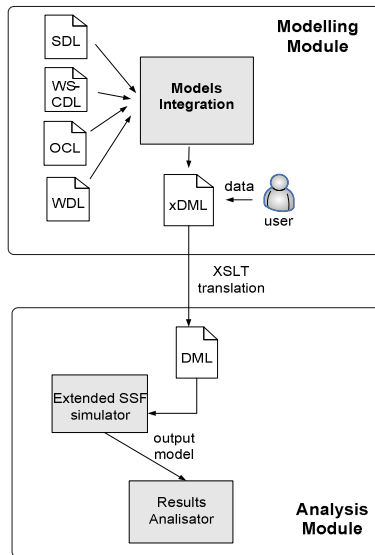 Modelling
Module
SDL
WS-
CDL
OCL
WDL
Models
Integration
xDML
data
user
XSLT
translation
DML
Extended SSF
simulator
output
model
Results
Analisator
Analysis
Module